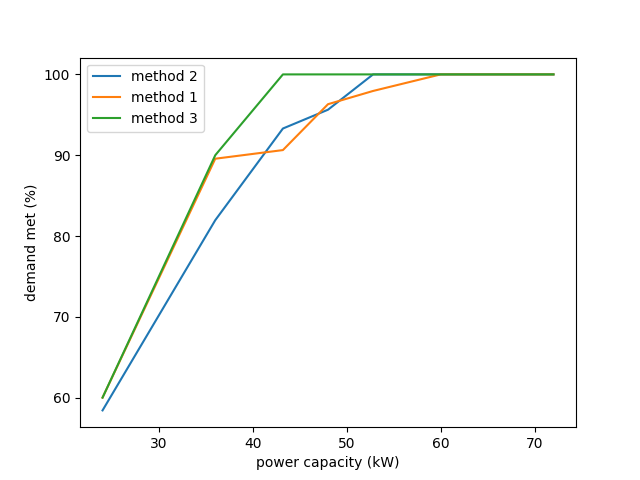 method 2
method 1
method 3
100
90
80
70
60
demand met (%)
30 40 50 60 70
power capacity (kW)